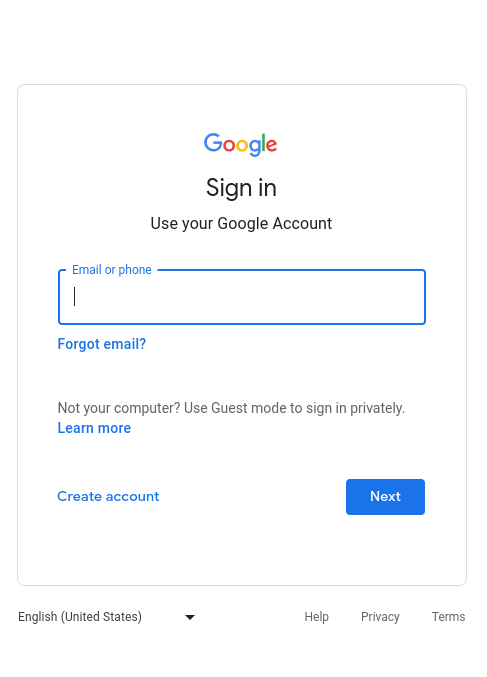 Google
Sign in
Use your Google Account
Email or phone
Forgot email?
Not your computer? Use Guest mode to sign in privately.
Learn more
Create account
Next
English (United States)
Help
Privacy
Terms